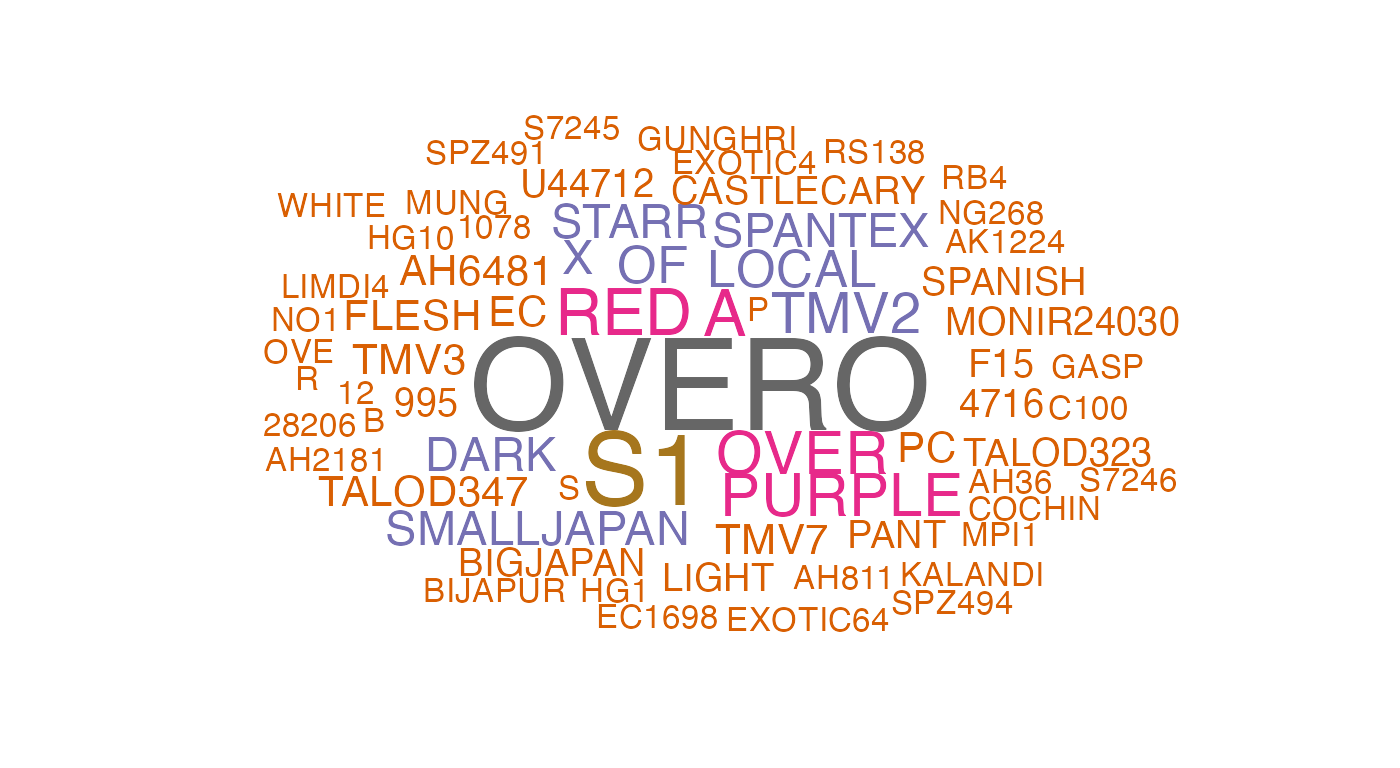 S7245 GUNGHRI
SPZ491 EXOTIC4 RS138
U44712 CASTLECARY RB4
WHITE MUNG STARR SPANTEX NG268
HG10 1078 X OF LOCAL AK1224
LIMDI4 AH6481 SPANISH
NO1 FLESH EC RED A P TMV2 MONIR24030
OVE TMV3 OVERO F15 GASP
R 12 995 4716 C100
28206 B DARK S1 OVER PC TALOD323
AH2181 TALOD347 S PURPLE AH36 S7246
SMALLJAPAN COCHIN
TMV7 PANT MPI1
BIGJAPAN LIGHT AH811 KALANDI
BIJAPUR HG1 SPZ494
EC1698 EXOTIC64